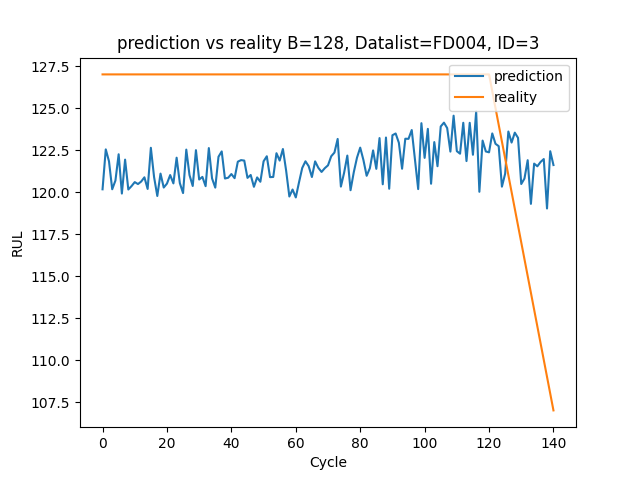 prediction vs reality B=128, Datalist=FD004, ID=3
127.5
125.0
122.5
120.0
117.5
115.0
112.5
110.0
107.5
RUL
prediction
reality
0 20 40 60 80 100 120 140
Cycle